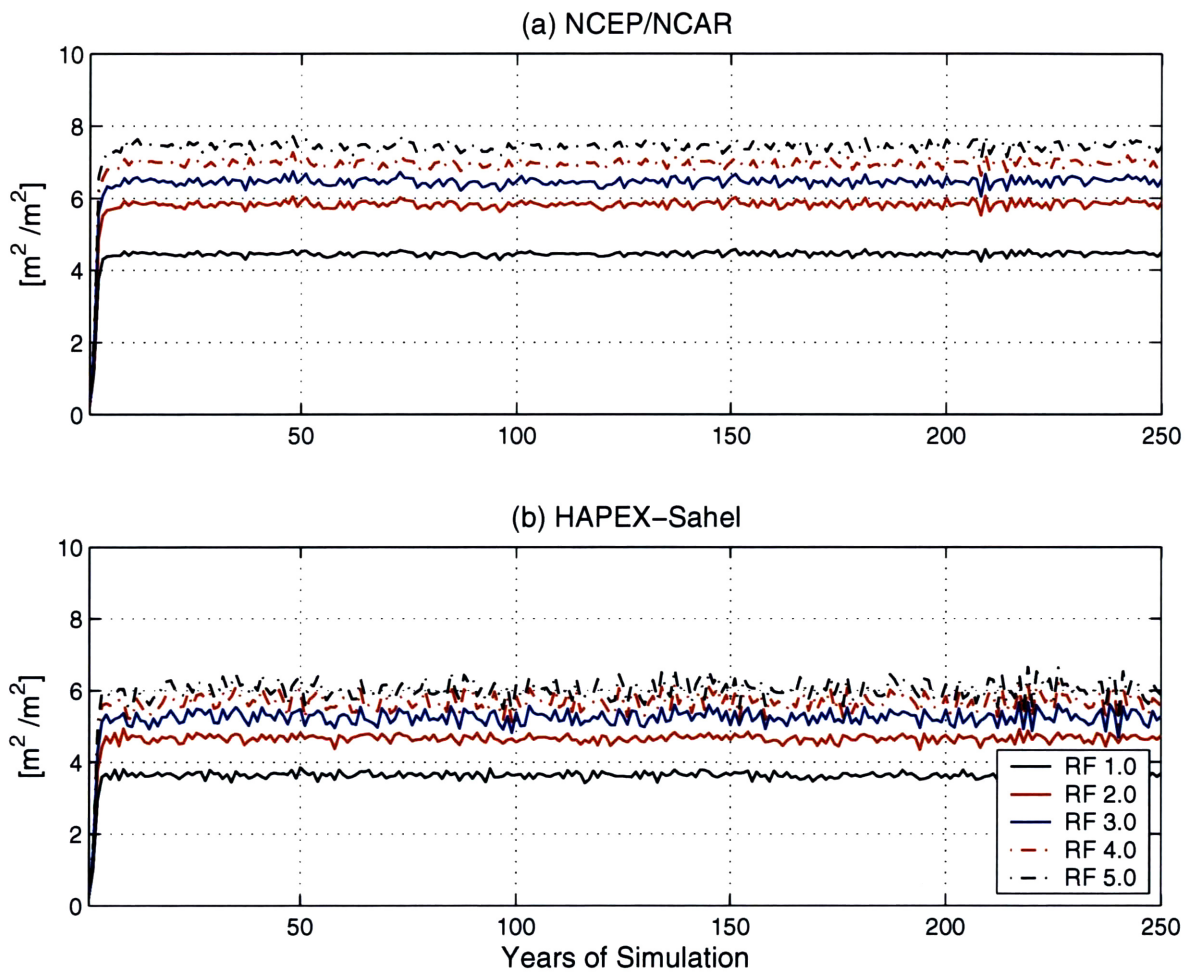 (a) NCEP/NCAR
10
8
6
4
2
0
[m² /m²]
50 100 150 200 250
(b) HAPEX−Sahel
10
8
6
4
2
0
[m² /m²]
RF 1.0
RF 2.0
RF 3.0
RF 4.0
RF 5.0
50 100 150 200 250
Years of Simulation